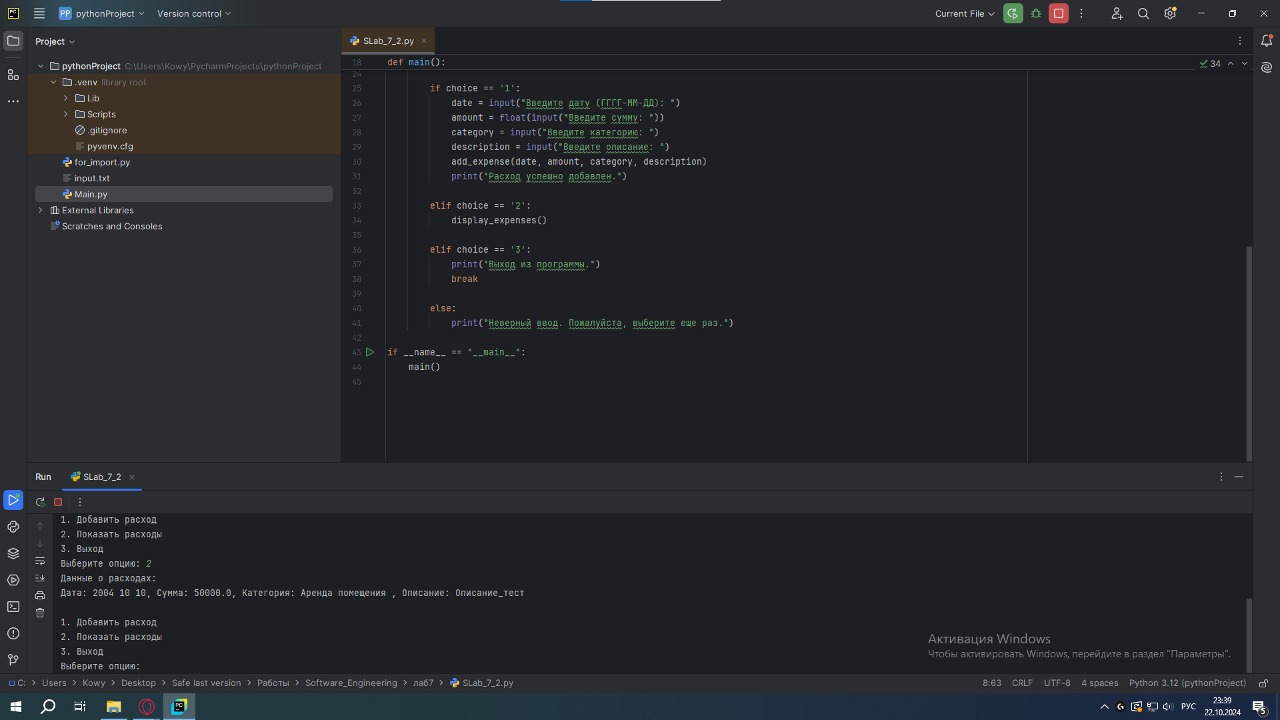 PP pythonProject Version control Current File
Project
SLab_7_2.py
18 def main():
34
pythonProject C:\Users\Kowy\PycharmProjects\pythonProject
.venv library root
Lib
Scripts
.gitignore
pyvenv.cfg
for_import.py
input.txt
Main.py
External Libraries
Scratches and Consoles
24
25 if choice == '1':
26 date = input("Введите дату (ГГГГ-ММ-ДД): ")
27 amount = float(input("Введите сумму: "))
28 category = input("Введите категорию: ")
29 description = input("Введите описание: ")
30 add_expense(date, amount, category, description)
31 print("Расход успешно добавлен.")
32
33 elif choice == '2':
34 display_expenses()
35
36 elif choice == '3':
37 print("Выход из программы.")
38 break
39
40 else:
41 print("Неверный ввод. Пожалуйста, выберите еще раз.")
42
43 if __name__ == "__main__":
44 main()
45
Run SLab_7_2
1. Добавить расход
2. Показать расходы
3. Выход
Выберите опцию: 2
Данные о расходах:
Дата: 2004 10 10, Сумма: 50000.0, Категория: Аренда помещения , Описание: Описание_тест
1. Добавить расход
2. Показать расходы
3. Выход
Выберите опцию:
Активация Windows
Чтобы активировать Windows, перейдите в раздел "Параметры".
C: Users Kowy Desktop Safe last version Работы Software_Engineering лаб7 SLab_7_2.py 8:63 CRLF UTF-8 4 spaces Python 3.12 (pythonProject)
PC РУС 23:39
22.10.2024